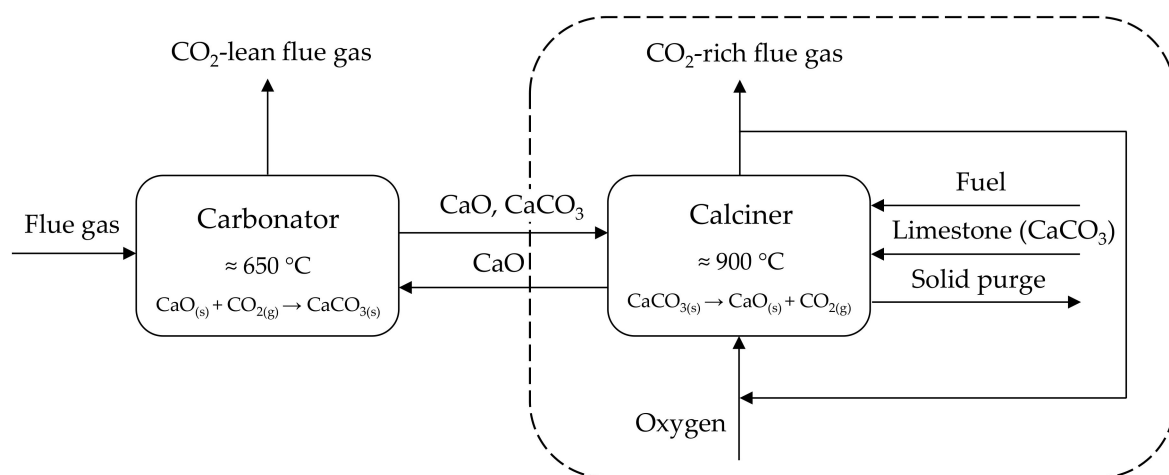 CO₂-lean flue gas
CO₂-rich flue gas
Flue gas
Carbonator
≈ 650 °C
CaO₍s₎ + CO₂₍g₎ → CaCO₃₍s₎
CaO, CaCO₃
CaO
Calciner
≈ 900 °C
CaCO₃₍s₎ → CaO₍s₎ + CO₂₍g₎
Fuel
Limestone (CaCO₃)
Solid purge
Oxygen